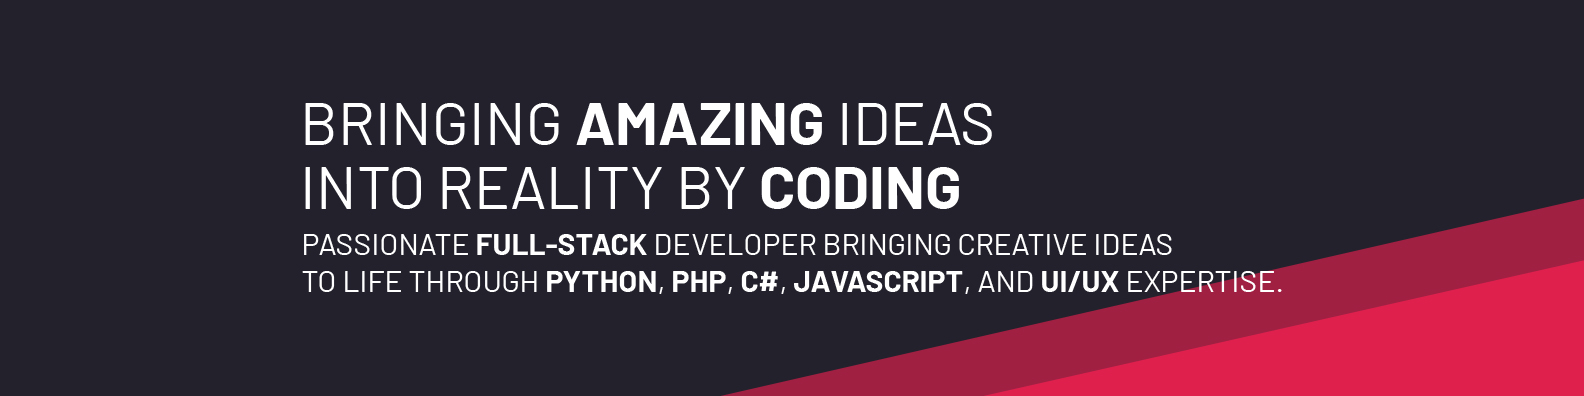 BRINGING AMAZING IDEAS
INTO REALITY BY CODING
PASSIONATE FULL-STACK DEVELOPER BRINGING CREATIVE IDEAS
TO LIFE THROUGH PYTHON, PHP, C#, JAVASCRIPT, AND UI/UX EXPERTISE.